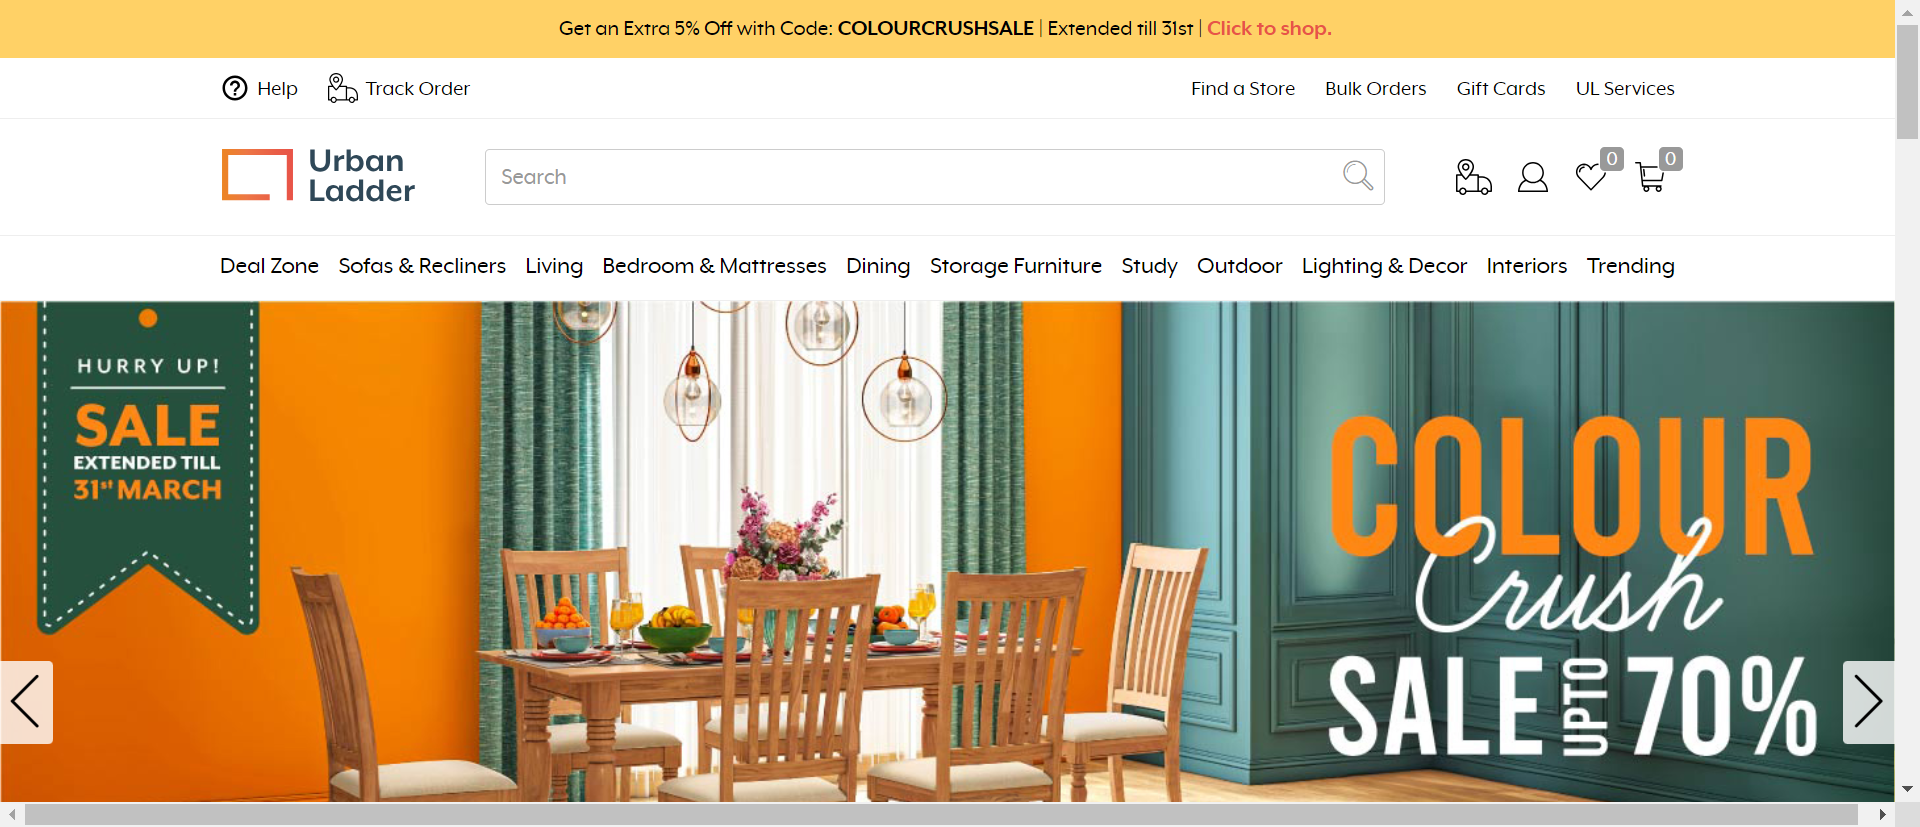 Get an Extra 5% Off with Code: COLOURCRUSHSALE | Extended till 31st | Click to shop.
Help Track Order Find a Store Bulk Orders Gift Cards UL Services
Urban
Ladder
Search
0 0
Deal Zone Sofas & Recliners Living Bedroom & Mattresses Dining Storage Furniture Study Outdoor Lighting & Decor Interiors Trending
HURRY UP!
SALE
EXTENDED TILL
31st MARCH
COLOUR
Crush
SALE UPTO 70%